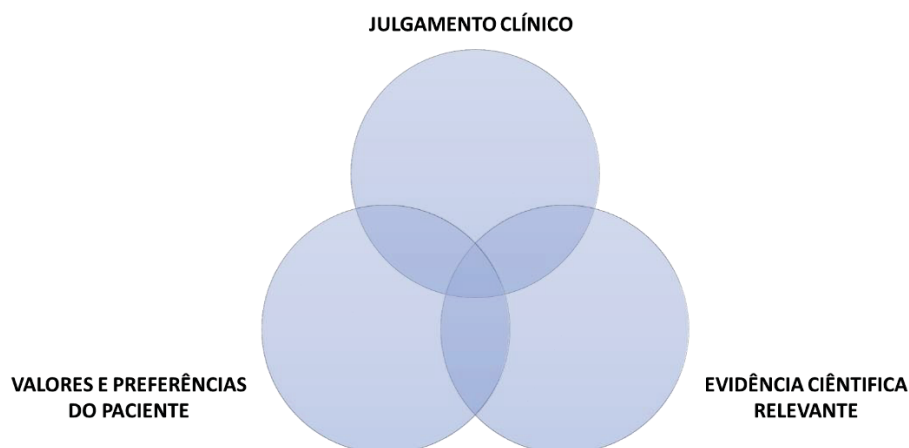 JULGAMENTO CLÍNICO
VALORES E PREFERÊNCIAS
DO PACIENTE
EVIDÊNCIA CIÊNTIFICA
RELEVANTE